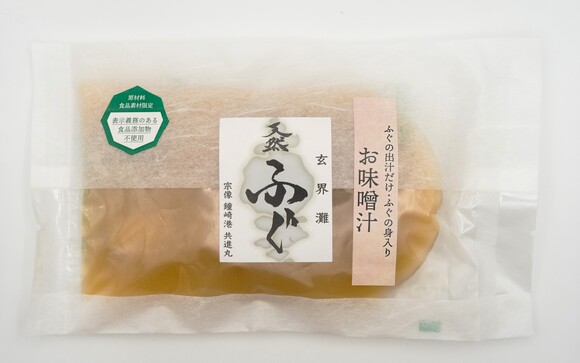 原材料
食品素材限定
表示義務のある
食品添加物
不使用
天然
ふぐ
玄界灘
宗像 鐘崎港 共進丸
ふぐの出汁だけ・ふぐの身入り
お味噌汁